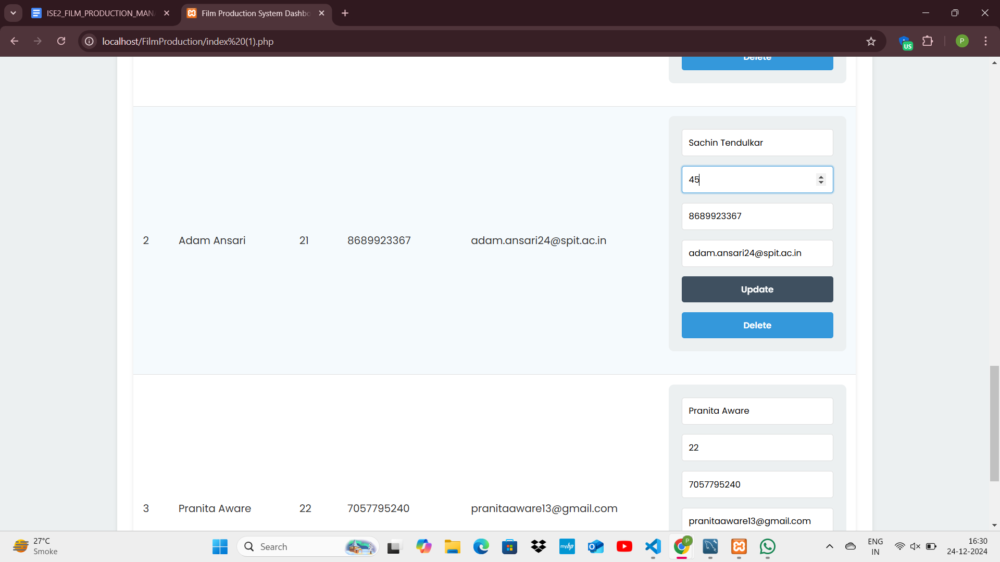 ISE2_FILM_PRODUCTION_MAN
Film Production System Dashbo
localhost/FilmProduction/index%20(1).php
US
P
Delete
Sachin Tendulkar
45
8689923367
2 Adam Ansari 21 8689923367 adam.ansari24@spit.ac.in
adam.ansari24@spit.ac.in
Update
Delete
Pranita Aware
22
7057795240
3 Pranita Aware 22 7057795240 pranitaaware13@gmail.com
pranitaaware13@gmail.com
27°C
Smoke
Search
myhp
P
ENG
IN
16:30
24-12-2024